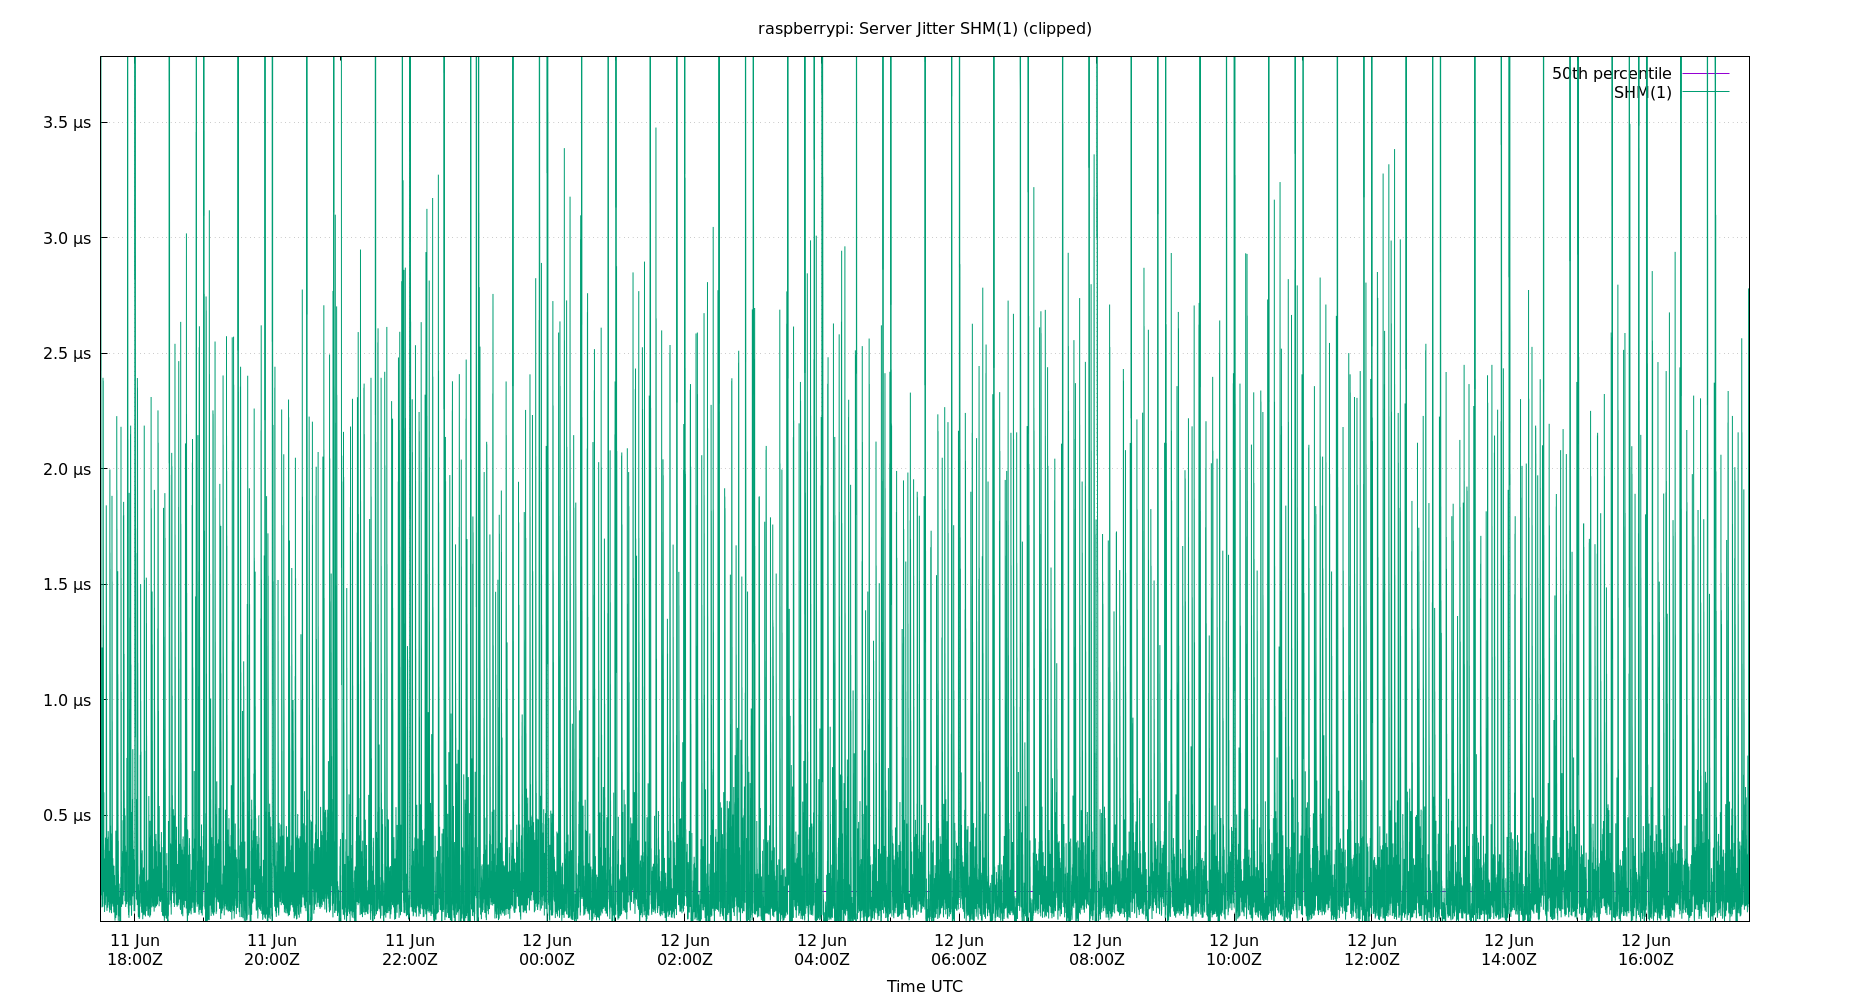 raspberrypi: Server Jitter SHM(1) (clipped)
50th percentile
SHM(1)
3.5 µs
3.0 µs
2.5 µs
2.0 µs
1.5 µs
1.0 µs
0.5 µs
11 Jun 11 Jun 11 Jun 12 Jun 12 Jun 12 Jun 12 Jun 12 Jun 12 Jun 12 Jun 12 Jun 12 Jun
18:00Z 20:00Z 22:00Z 00:00Z 02:00Z 04:00Z 06:00Z 08:00Z 10:00Z 12:00Z 14:00Z 16:00Z
Time UTC